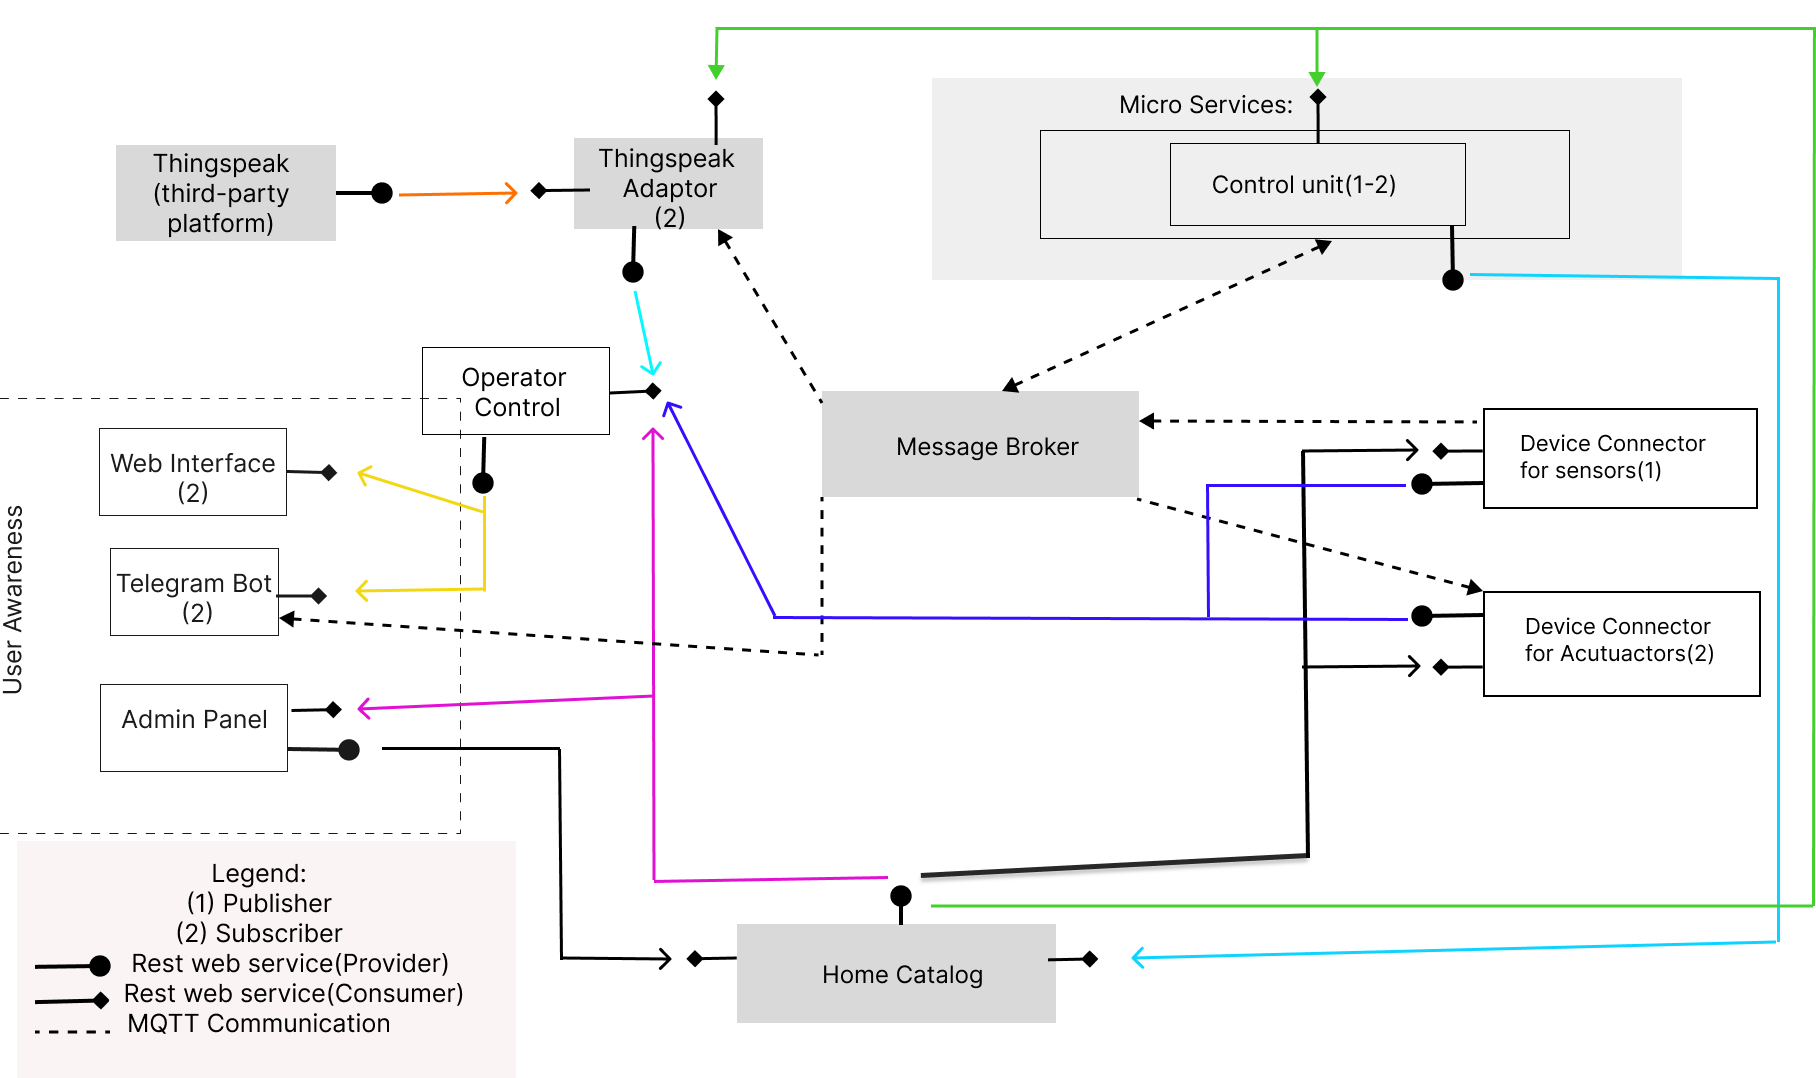 Micro Services:
Thingspeak
(third-party
platform)
Thingspeak
Adaptor
(2)
Control unit(1-2)
Operator
Control
Message Broker
Device Connector
for sensors(1)
User Awareness
Web Interface
(2)
Telegram Bot
(2)
Device Connector
for Acutuactors(2)
Admin Panel
Legend:
(1) Publisher
(2) Subscriber
Rest web service(Provider)
Rest web service(Consumer)
MQTT Communication
Home Catalog